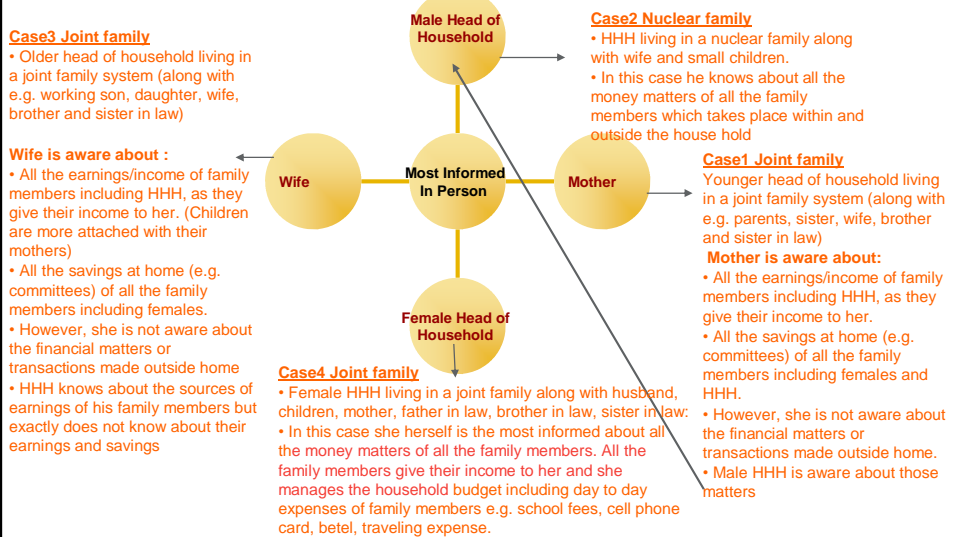 Case3 Joint family
• Older head of household living in
a joint family system (along with
e.g. working son, daughter, wife,
brother and sister in law)
Wife is aware about :
• All the earnings/income of family
members including HHH, as they
give their income to her. (Children
are more attached with their
mothers)
• All the savings at home (e.g.
committees) of all the family
members including females.
• However, she is not aware about
the financial matters or
transactions made outside home
• HHH knows about the sources of
earnings of his family members but
exactly does not know about their
earnings and savings
Male Head of
Household
Wife
Most Informed
In Person
Mother
Female Head of
Household
Case2 Nuclear family
• HHH living in a nuclear family along
with wife and small children.
• In this case he knows about all the
money matters of all the family
members which takes place within and
outside the house hold
Case1 Joint family
Younger head of household living
in a joint family system (along with
e.g. parents, sister, wife, brother
and sister in law)
Mother is aware about:
• All the earnings/income of family
members including HHH, as they
give their income to her.
• All the savings at home (e.g.
committees) of all the family
members including females and
HHH.
• However, she is not aware about
the financial matters or
transactions made outside home.
• Male HHH is aware about those
matters
Case4 Joint family
• Female HHH living in a joint family along with husband,
children, mother, father in law, brother in law, sister in law:
• In this case she herself is the most informed about all
the money matters of all the family members. All the
family members give their income to her and she
manages the household budget including day to day
expenses of family members e.g. school fees, cell phone
card, betel, traveling expense.